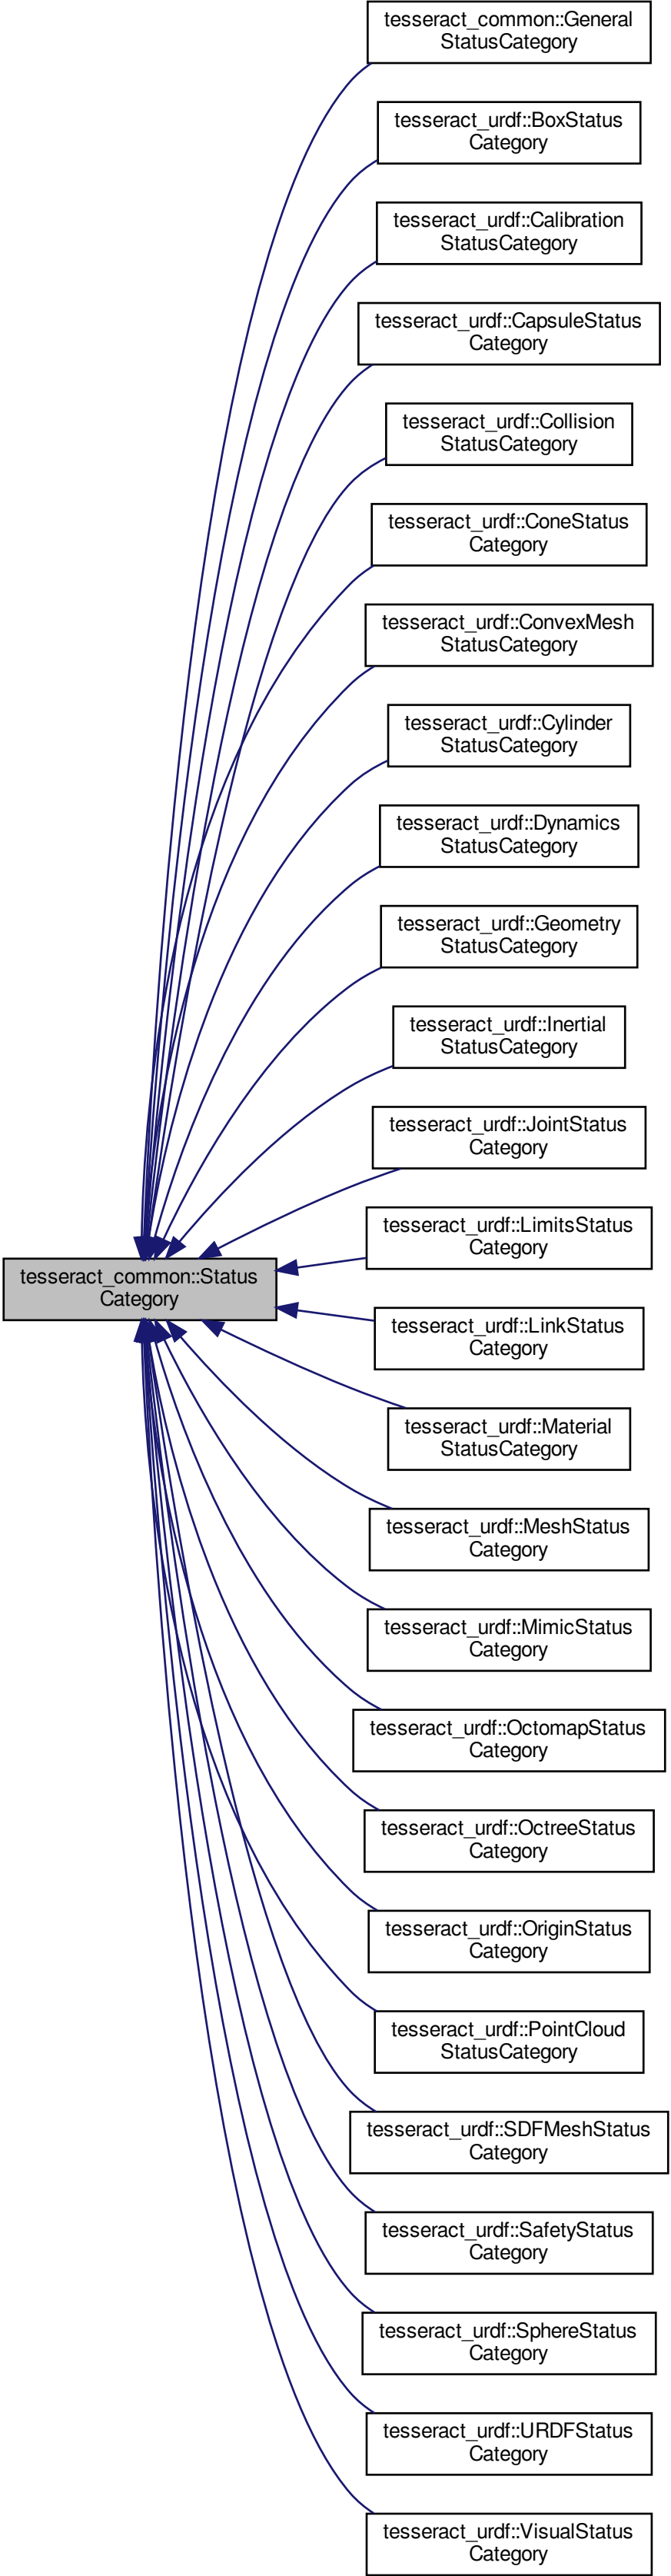 tesseract_common::General
StatusCategory
tesseract_urdf::BoxStatus
Category
tesseract_urdf::Calibration
StatusCategory
tesseract_urdf::CapsuleStatus
Category
tesseract_urdf::Collision
StatusCategory
tesseract_urdf::ConeStatus
Category
tesseract_urdf::ConvexMesh
StatusCategory
tesseract_urdf::Cylinder
StatusCategory
tesseract_urdf::Dynamics
StatusCategory
tesseract_urdf::Geometry
StatusCategory
tesseract_urdf::Inertial
StatusCategory
tesseract_urdf::JointStatus
Category
tesseract_urdf::LimitsStatus
Category
tesseract_common::Status
Category
tesseract_urdf::LinkStatus
Category
tesseract_urdf::Material
StatusCategory
tesseract_urdf::MeshStatus
Category
tesseract_urdf::MimicStatus
Category
tesseract_urdf::OctomapStatus
Category
tesseract_urdf::OctreeStatus
Category
tesseract_urdf::OriginStatus
Category
tesseract_urdf::PointCloud
StatusCategory
tesseract_urdf::SDFMeshStatus
Category
tesseract_urdf::SafetyStatus
Category
tesseract_urdf::SphereStatus
Category
tesseract_urdf::URDFStatus
Category
tesseract_urdf::VisualStatus
Category